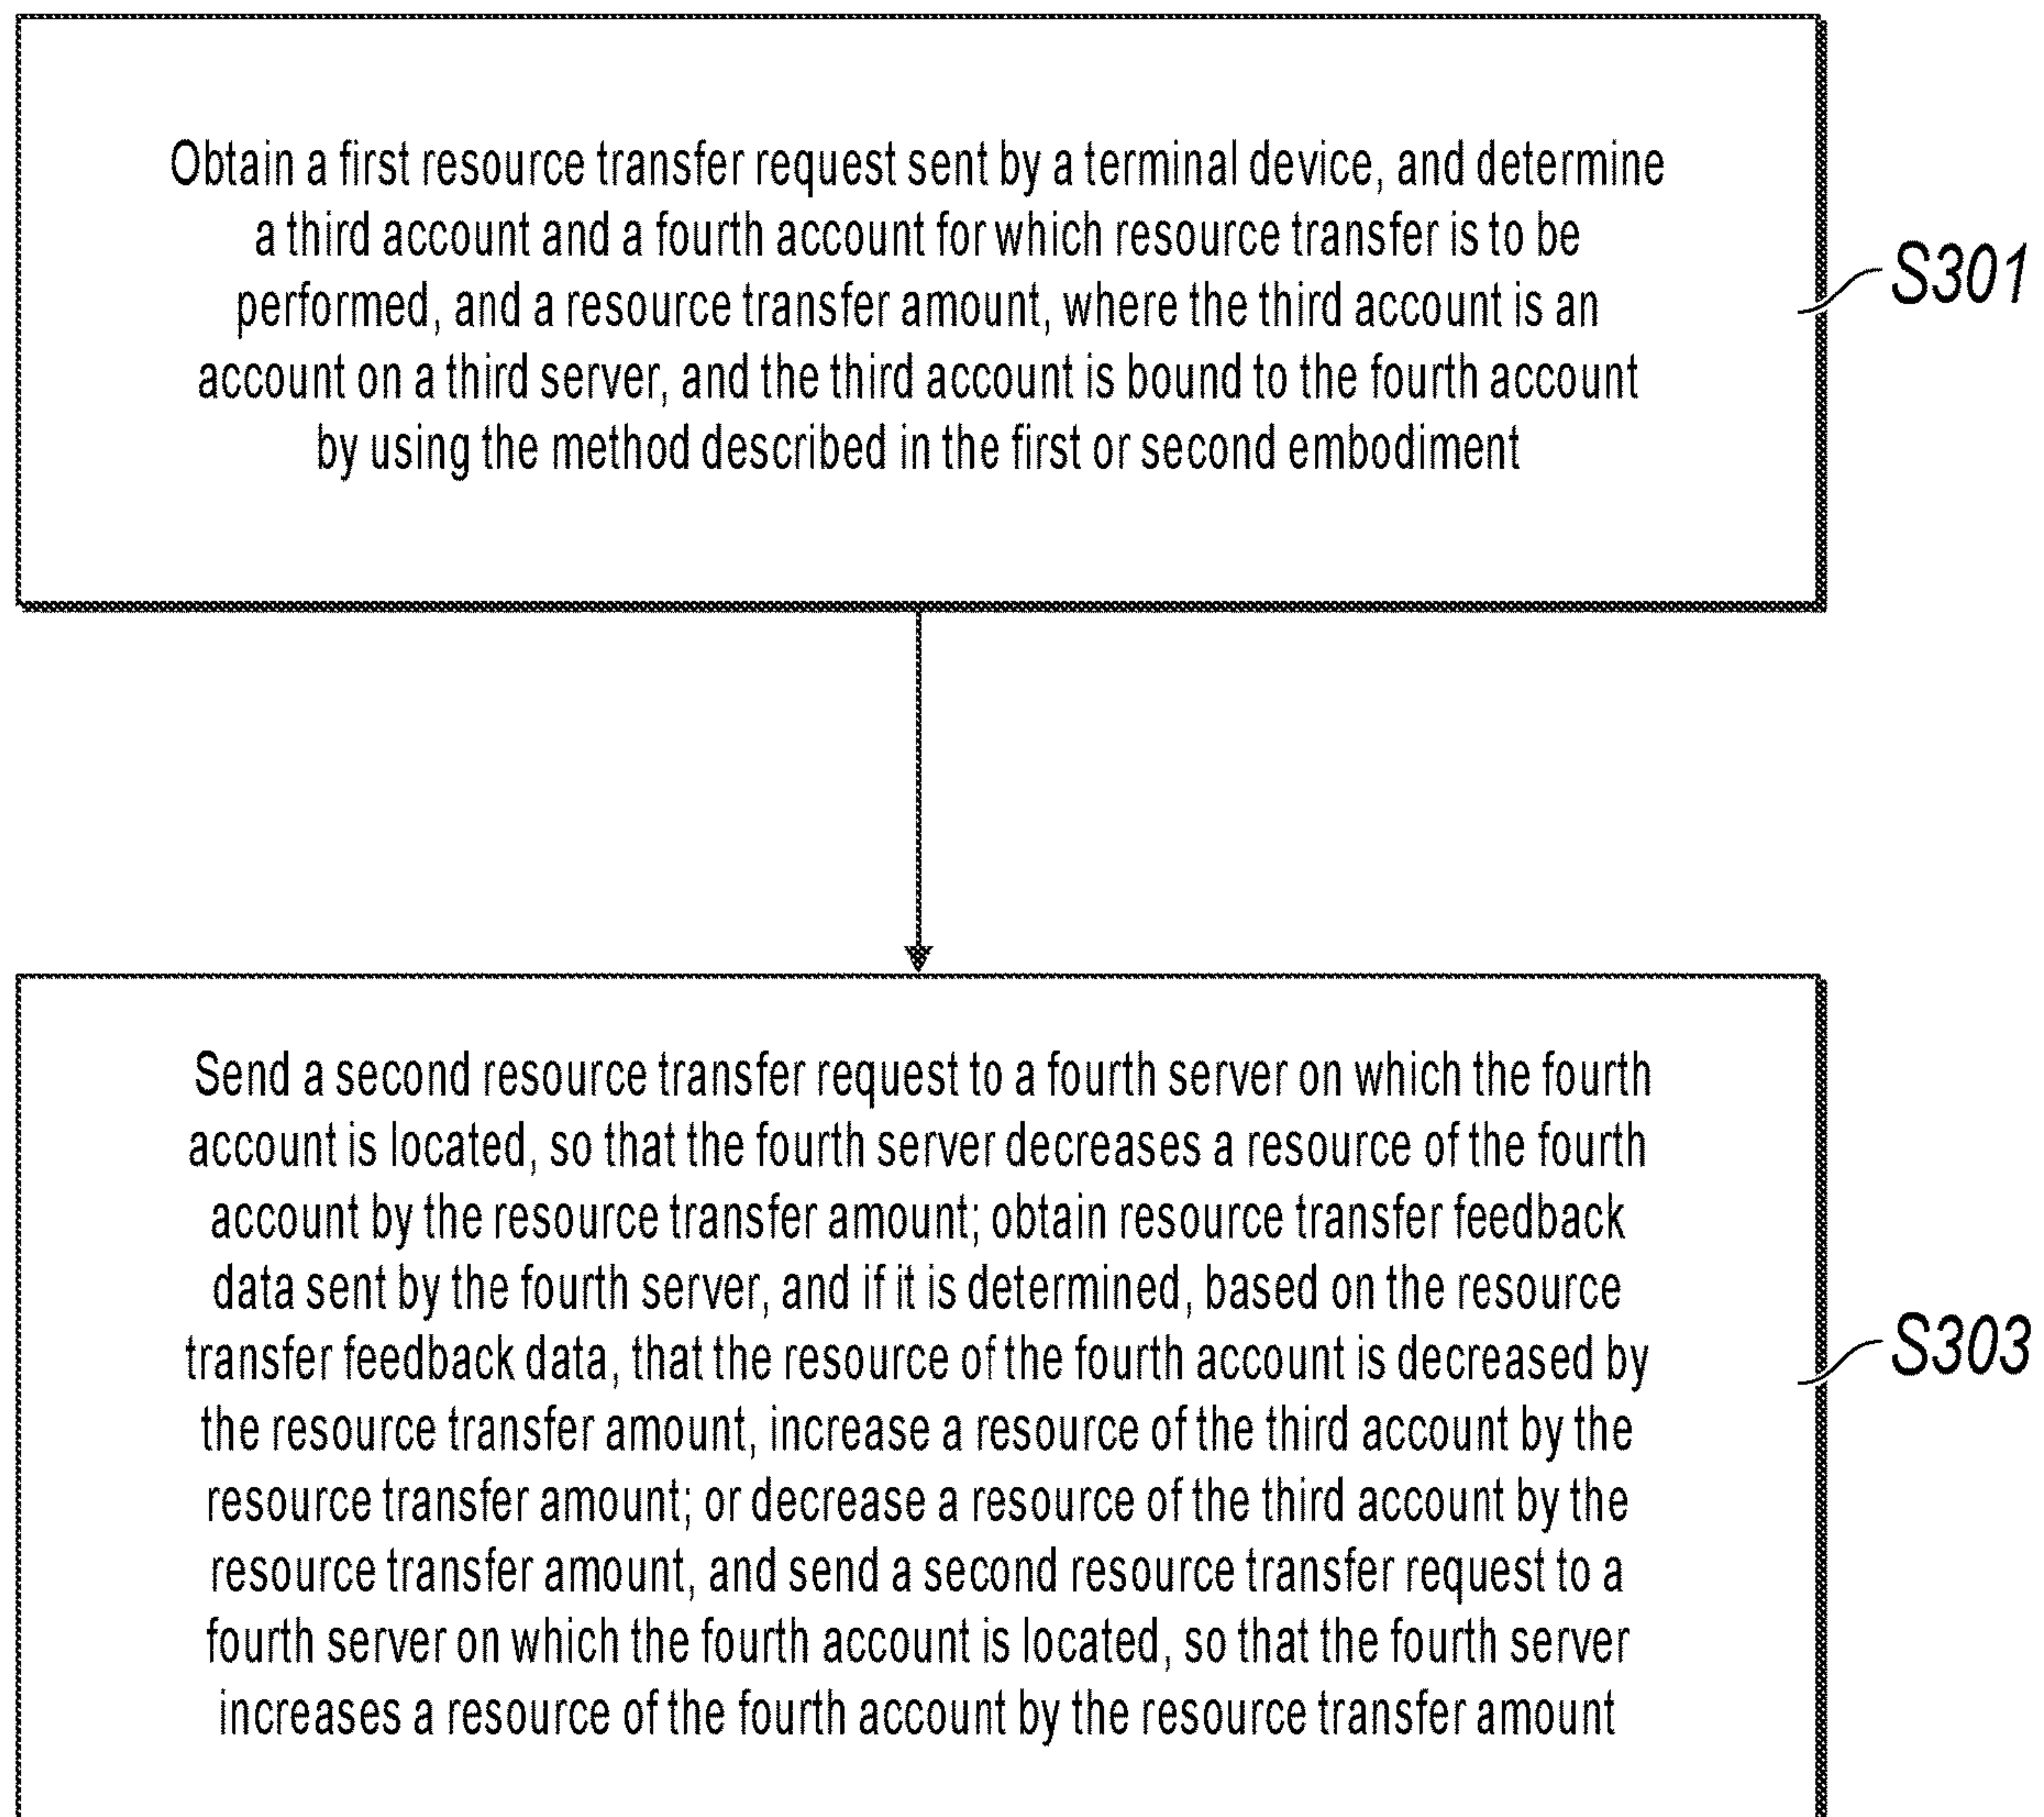 Obtain a first resource transfer request sent by a terminal device, and determine
a third account and a fourth account for which resource transfer is to be
performed, and a resource transfer amount, where the third account is an
account on a third server, and the third account is bound to the fourth account
by using the method described in the first or second embodiment
S301
Send a second resource transfer request to a fourth server on which the fourth
account is located, so that the fourth server decreases a resource of the fourth
account by the resource transfer amount; obtain resource transfer feedback
data sent by the fourth server, and if it is determined, based on the resource
transfer feedback data, that the resource of the fourth account is decreased by
the resource transfer amount, increase a resource of the third account by the
resource transfer amount; or decrease a resource of the third account by the
resource transfer amount, and send a second resource transfer request to a
fourth server on which the fourth account is located, so that the fourth server
increases a resource of the fourth account by the resource transfer amount
S303